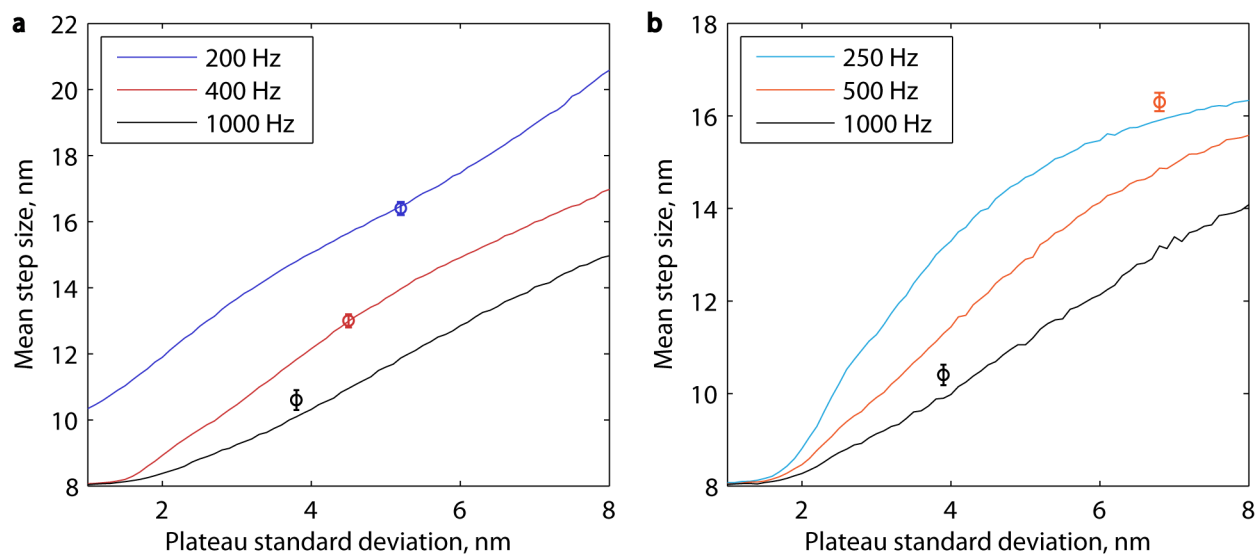 a
22
20
18
16
14
12
10
8
Mean step size, nm
200 Hz
400 Hz
1000 Hz
2
4
6
8
Plateau standard deviation, nm
b
18
16
14
12
10
8
Mean step size, nm
250 Hz
500 Hz
1000 Hz
2
4
6
8
Plateau standard deviation, nm